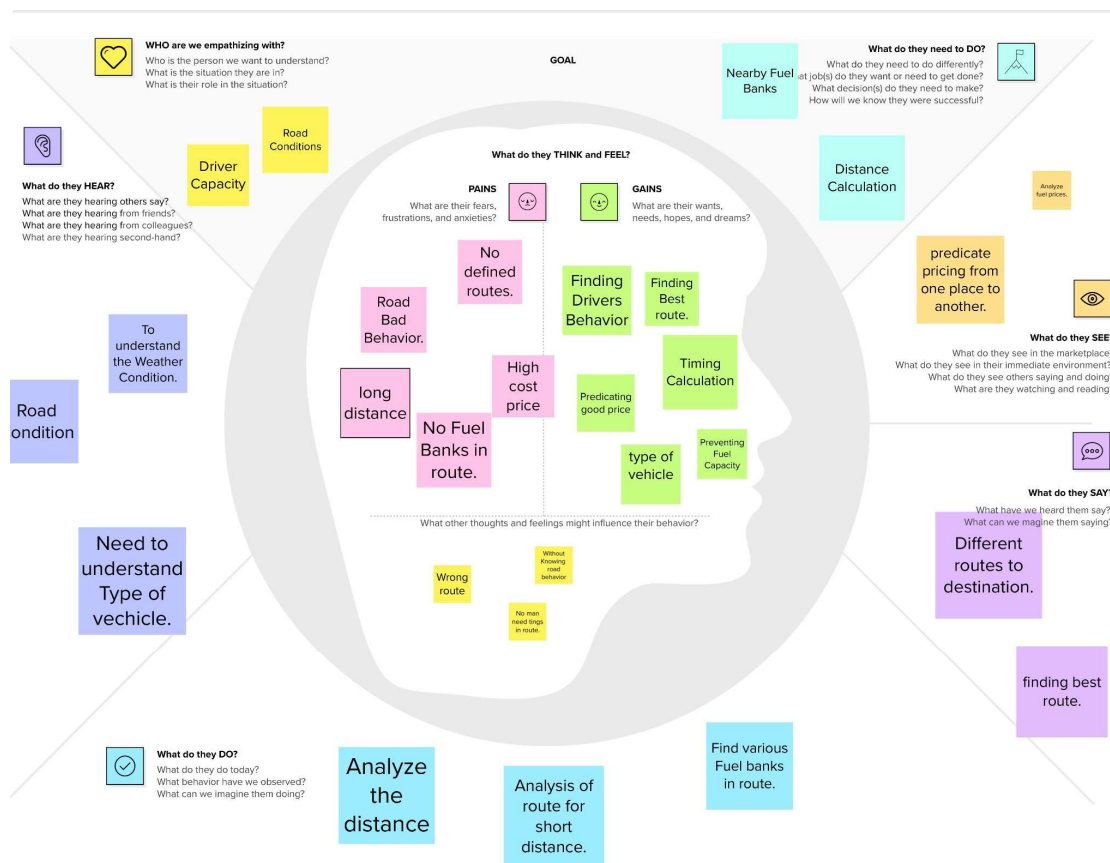 WHO are we empathizing with?
Who is the person we want to understand?
What is the situation they are in?
What is their role in the situation?
Road
Conditions
Driver
Capacity
GOAL
What do they need to DO?
What do they need to do differently?
at job(s) do they want or need to get done?
What decision(s) do they need to make?
How will we know they were successful?
Nearby Fuel
Banks
Distance
Calculation
What do they HEAR?
What are they hearing others say?
What are they hearing from friends?
What are they hearing from colleagues?
What are they hearing second-hand?
To
understand
the Weather
Condition.
Road
ondition
Need to
understand
Type of
vechicle.
What do they THINK and FEEL?
PAINS
What are their fears,
frustrations, and anxieties?
No
defined
routes.
Road
Bad
Behavior.
long
distance
High
cost
price
No Fuel
Banks in
route.
GAINS
What are their wants,
needs, hopes, and dreams?
Finding
Drivers
Behavior
Finding
Best
route.
Timing
Calculation
Predicating
good price
type of
vehicle
Preventing
Fuel
Capacity
What other thoughts and feelings might influence their behavior?
Wrong
route
Without
Knowing
road
behavior
No man
need tings
in route.
Analyze
fuel prices.
predicate
pricing from
one place to
another.
What do they SEE?
What do they see in the marketplace?
What do they see in their immediate environment?
What do they see others saying and doing?
What are they watching and reading?
What do they SAY?
What have we heard them say?
What can we magine them saying?
Different
routes to
destination.
finding best
route.
What do they DO?
What do they do today?
What behavior have we observed?
What can we imagine them doing?
Analyze
the
distance
Analysis of
route for
short
distance.
Find various
Fuel banks
in route.